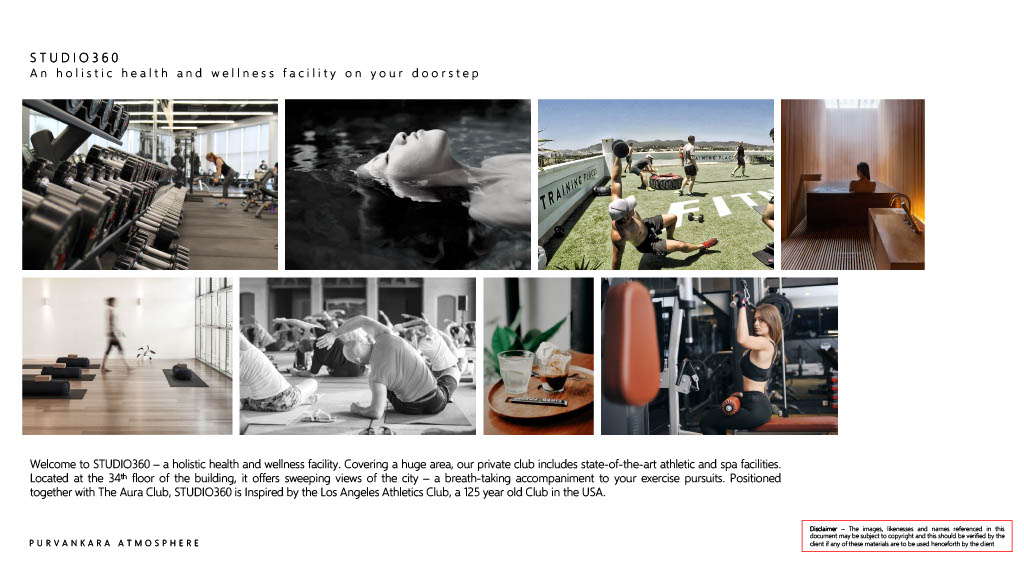 STUDIO360
An holistic health and wellness facility on your doorstep
TRAINING PLACE
TRAINING PLAC
FIT
Welcome to STUDIO360 – a holistic health and wellness facility. Covering a huge area, our private club includes state-of-the-art athletic and spa facilities.
Located at the 34th floor of the building, it offers sweeping views of the city – a breath-taking accompaniment to your exercise pursuits. Positioned
together with The Aura Club, STUDIO360 is Inspired by the Los Angeles Athletics Club, a 125 year old Club in the USA.
PURVANKARA ATMOSPHERE
Disclaimer – The images, likenesses and names referenced in this
document may be subject to copyright and this should be verified by the
client if any of these materials are to be used henceforth by the client